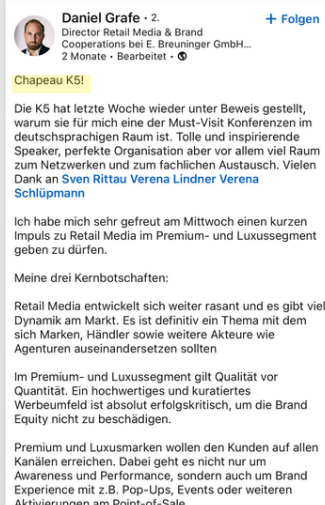 Daniel Grafe • 2.
+ Folgen
Director Retail Media & Brand
Cooperations bei E. Breuninger GmbH...
2 Monate • Bearbeitet •
Chapeau K5!
Die K5 hat letzte Woche wieder unter Beweis gestellt,
warum sie für mich eine der Must-Visit Konferenzen im
deutschsprachigen Raum ist. Tolle und inspirierende
Speaker, perfekte Organisation aber vor allem viel Raum
zum Netzwerken und zum fachlichen Austausch. Vielen
Dank an Sven Rittau Verena Lindner Verena
Schlüpmann
Ich habe mich sehr gefreut am Mittwoch einen kurzen
Impuls zu Retail Media im Premium- und Luxussegment
geben zu dürfen.
Meine drei Kernbotschaften:
Retail Media entwickelt sich weiter rasant und es gibt viel
Dynamik am Markt. Es ist definitiv ein Thema mit dem
sich Marken, Händler sowie weitere Akteure wie
Agenturen auseinandersetzen sollten
Im Premium- und Luxussegment gilt Qualität vor
Quantität. Ein hochwertiges und kuratiertes
Werbeumfeld ist absolut erfolgskritisch, um die Brand
Equity nicht zu beschädigen.
Premium und Luxusmarken wollen den Kunden auf allen
Kanälen erreichen. Dabei geht es nicht nur um
Awareness und Performance, sondern auch um Brand
Experience mit z.B. Pop-Ups, Events oder weiteren
Aktivierungen am Point-of-Sale